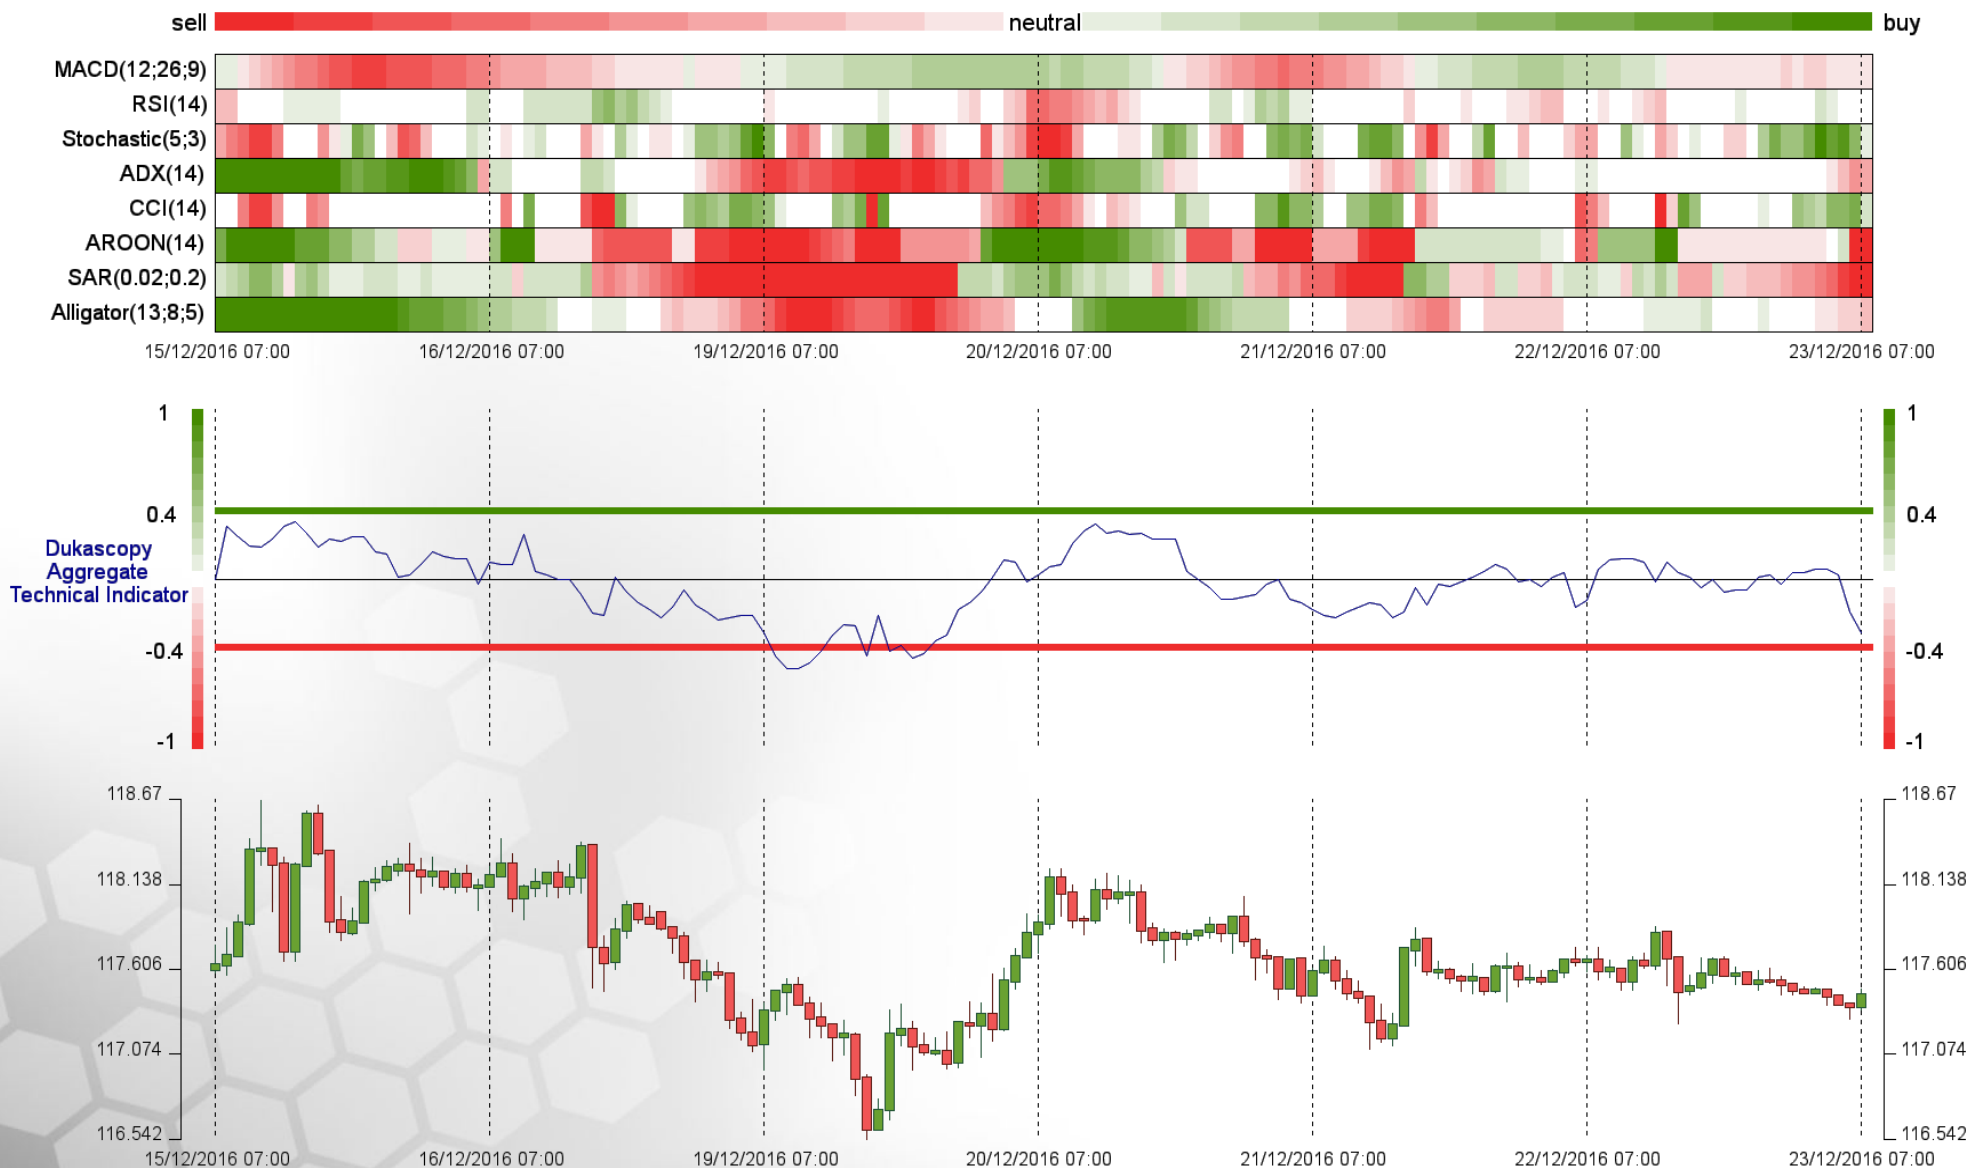 sell neutral buy
MACD(12;26;9)
RSI(14)
Stochastic(5;3)
ADX(14)
CCI(14)
AROON(14)
SAR(0.02;0.2)
Alligator(13;8;5)
15/12/2016 07:00 16/12/2016 07:00 19/12/2016 07:00 20/12/2016 07:00 21/12/2016 07:00 22/12/2016 07:00 23/12/2016 07:00
1 1
0.4 0.4
Dukascopy
Aggregate
Technical Indicator
-0.4 -0.4
-1 -1
118.67 118.67
118.138 118.138
117.606 117.606
117.074 117.074
116.542 116.542
15/12/2016 07:00 16/12/2016 07:00 19/12/2016 07:00 20/12/2016 07:00 21/12/2016 07:00 22/12/2016 07:00 23/12/2016 07:00